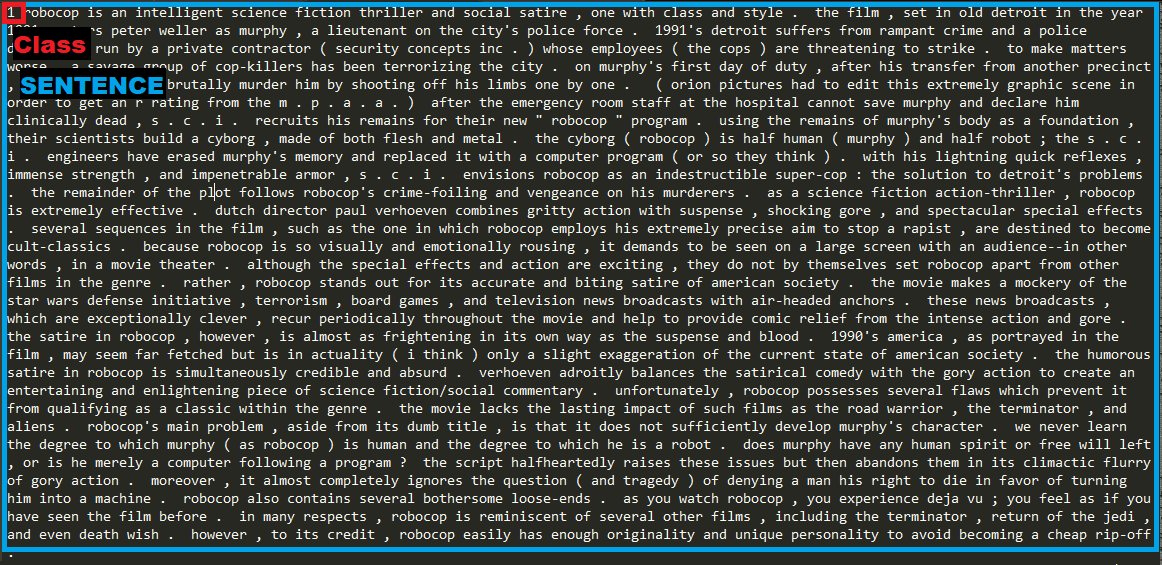 1 robocop is an intelligent science fiction thriller and social satire , one with class and style .  the film , set in old detroit in the year
1 rs peter weller as murphy , a lieutenant on the city's police force .  1991's detroit suffers from rampant crime and a police
Class run by a private contractor ( security concepts inc . ) whose employees ( the cops ) are threatening to strike .  to make matters
worse , a savage group of cop-killers has been terrorizing the city .  on murphy's first day of duty , after his transfer from another precinct
, SENTENCE brutally murder him by shooting off his limbs one by one .   ( orion pictures had to edit this extremely graphic scene in
order to get an r rating from the m . p . a . a . )  after the emergency room staff at the hospital cannot save murphy and declare him
clinically dead , s . c . i .  recruits his remains for their new " robocop " program .  using the remains of murphy's body as a foundation ,
their scientists build a cyborg , made of both flesh and metal .  the cyborg ( robocop ) is half human ( murphy ) and half robot ; the s . c .
i .  engineers have erased murphy's memory and replaced it with a computer program ( or so they think ) .  with his lightning quick reflexes ,
immense strength , and impenetrable armor , s . c . i .  envisions robocop as an indestructible super-cop : the solution to detroit's problems
.  the remainder of the plot follows robocop's crime-foiling and vengeance on his murderers .  as a science fiction action-thriller , robocop
is extremely effective .  dutch director paul verhoeven combines gritty action with suspense , shocking gore , and spectacular special effects
.  several sequences in the film , such as the one in which robocop employs his extremely precise aim to stop a rapist , are destined to become
cult-classics .  because robocop is so visually and emotionally rousing , it demands to be seen on a large screen with an audience--in other
words , in a movie theater .  although the special effects and action are exciting , they do not by themselves set robocop apart from other
films in the genre .  rather , robocop stands out for its accurate and biting satire of american society .  the movie makes a mockery of the
star wars defense initiative , terrorism , board games , and television news broadcasts with air-headed anchors .  these news broadcasts ,
which are exceptionally clever , recur periodically throughout the movie and help to provide comic relief from the intense action and gore .
the satire in robocop , however , is almost as frightening in its own way as the suspense and blood .  1990's america , as portrayed in the
film , may seem far fetched but is in actuality ( i think ) only a slight exaggeration of the current state of american society .  the humorous
satire in robocop is simultaneously credible and absurd .  verhoeven adroitly balances the satirical comedy with the gory action to create an
entertaining and enlightening piece of science fiction/social commentary .  unfortunately , robocop possesses several flaws which prevent it
from qualifying as a classic within the genre .  the movie lacks the lasting impact of such films as the road warrior , the terminator , and
aliens .  robocop's main problem , aside from its dumb title , is that it does not sufficiently develop murphy's character .  we never learn
the degree to which murphy ( as robocop ) is human and the degree to which he is a robot .  does murphy have any human spirit or free will left
, or is he merely a computer following a program ?  the script halfheartedly raises these issues but then abandons them in its climactic flurry
of gory action .  moreover , it almost completely ignores the question ( and tragedy ) of denying a man his right to die in favor of turning
him into a machine .  robocop also contains several bothersome loose-ends .  as you watch robocop , you experience deja vu ; you feel as if you
have seen the film before .  in many respects , robocop is reminiscent of several other films , including the terminator , return of the jedi ,
and even death wish .  however , to its credit , robocop easily has enough originality and unique personality to avoid becoming a cheap rip-off
.